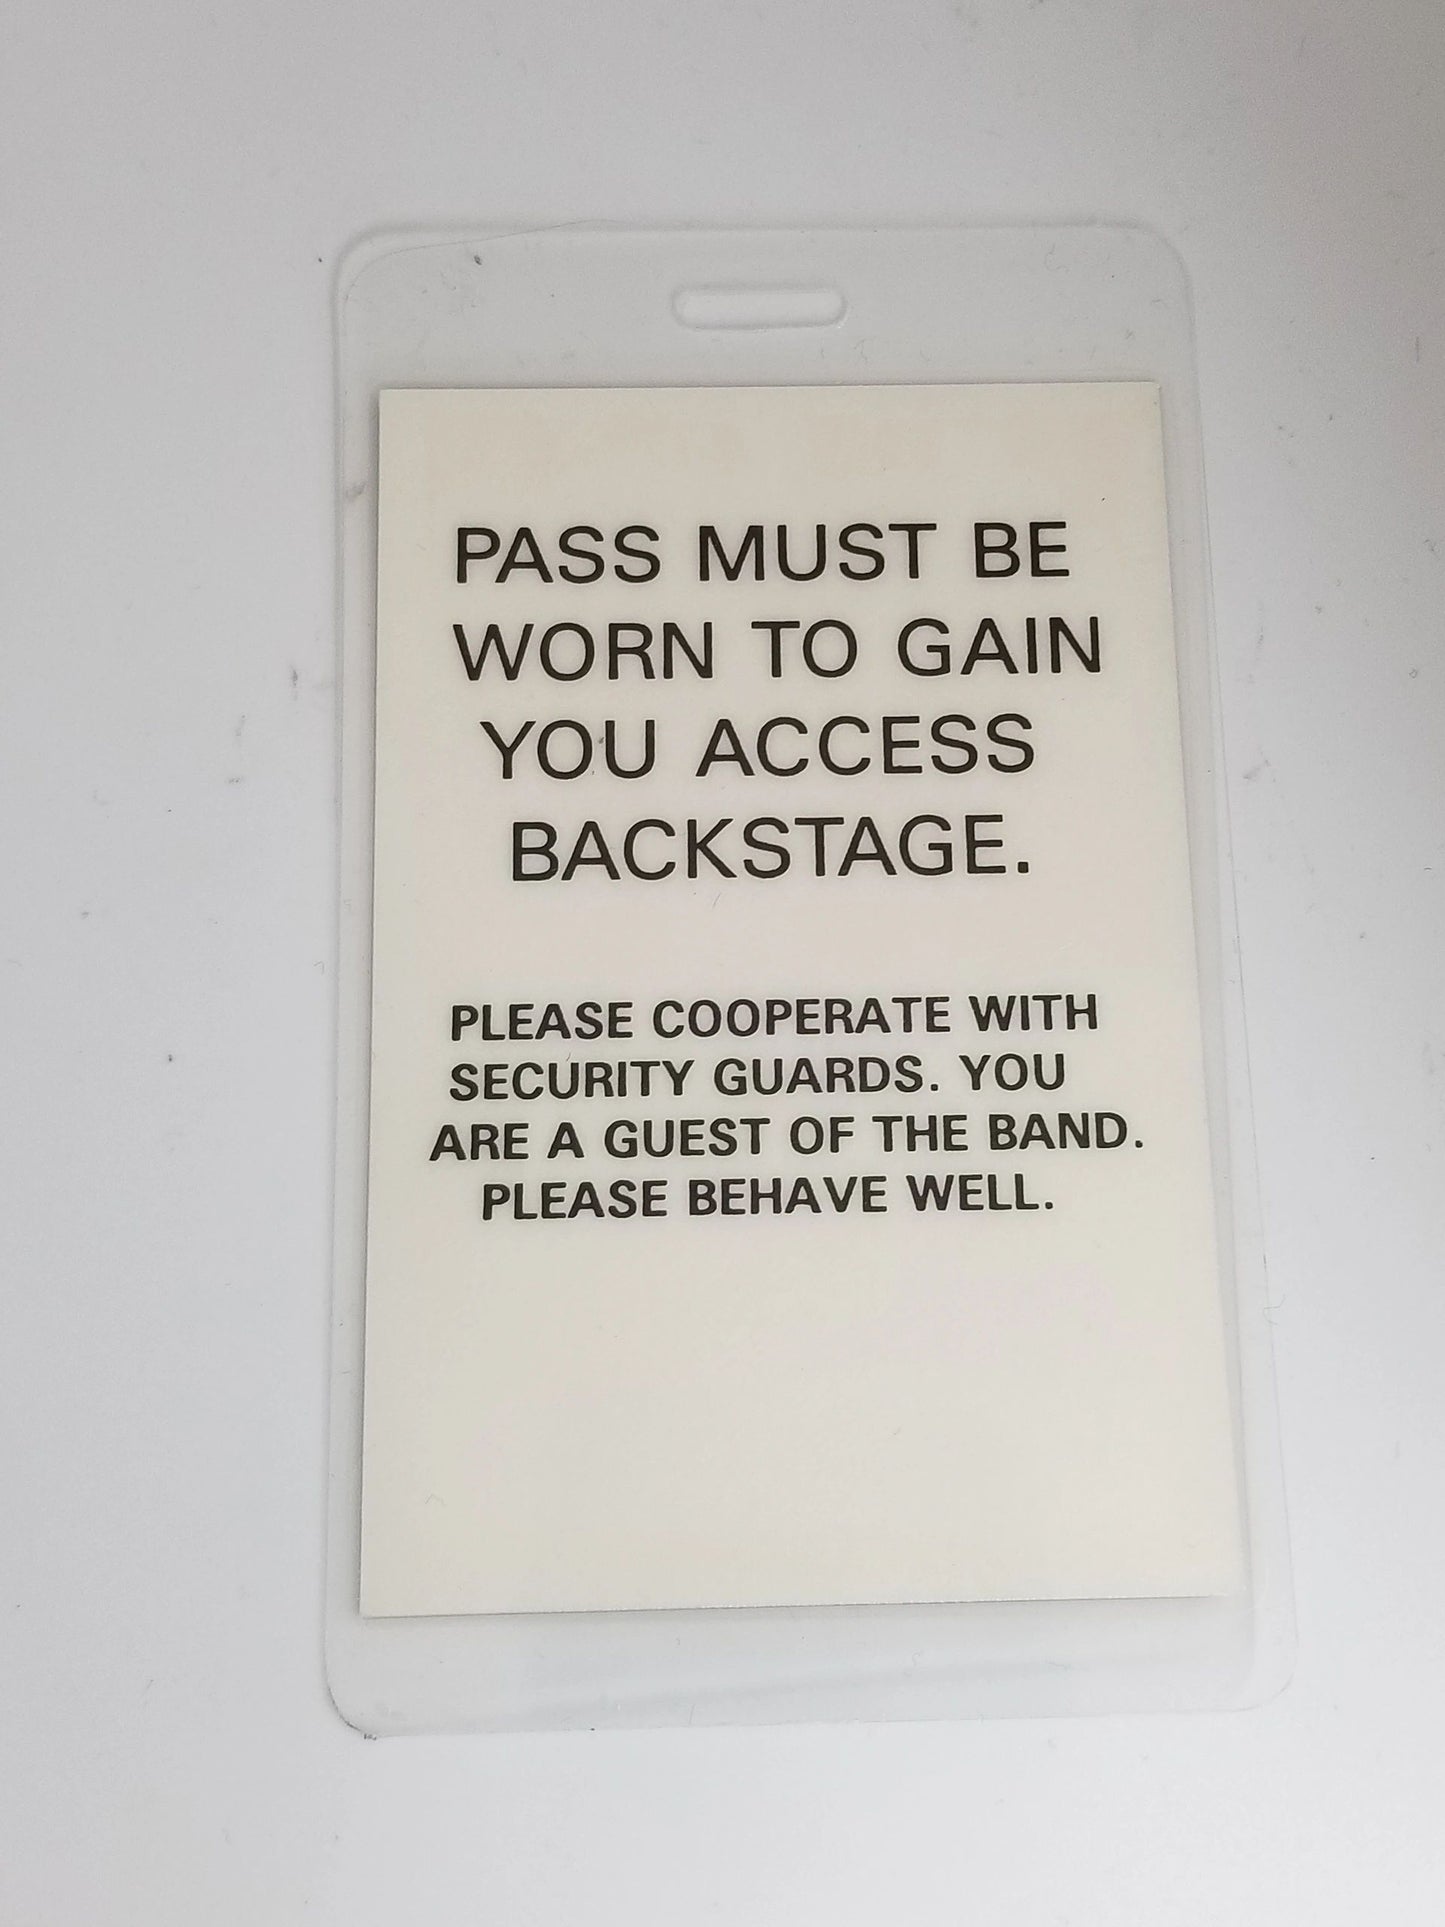 PASS MUST BE
WORN TO GAIN
YOU ACCESS
BACKSTAGE.
PLEASE COOPERATE WITH
SECURITY GUARDS. YOU
ARE A GUEST OF THE BAND.
PLEASE BEHAVE WELL.